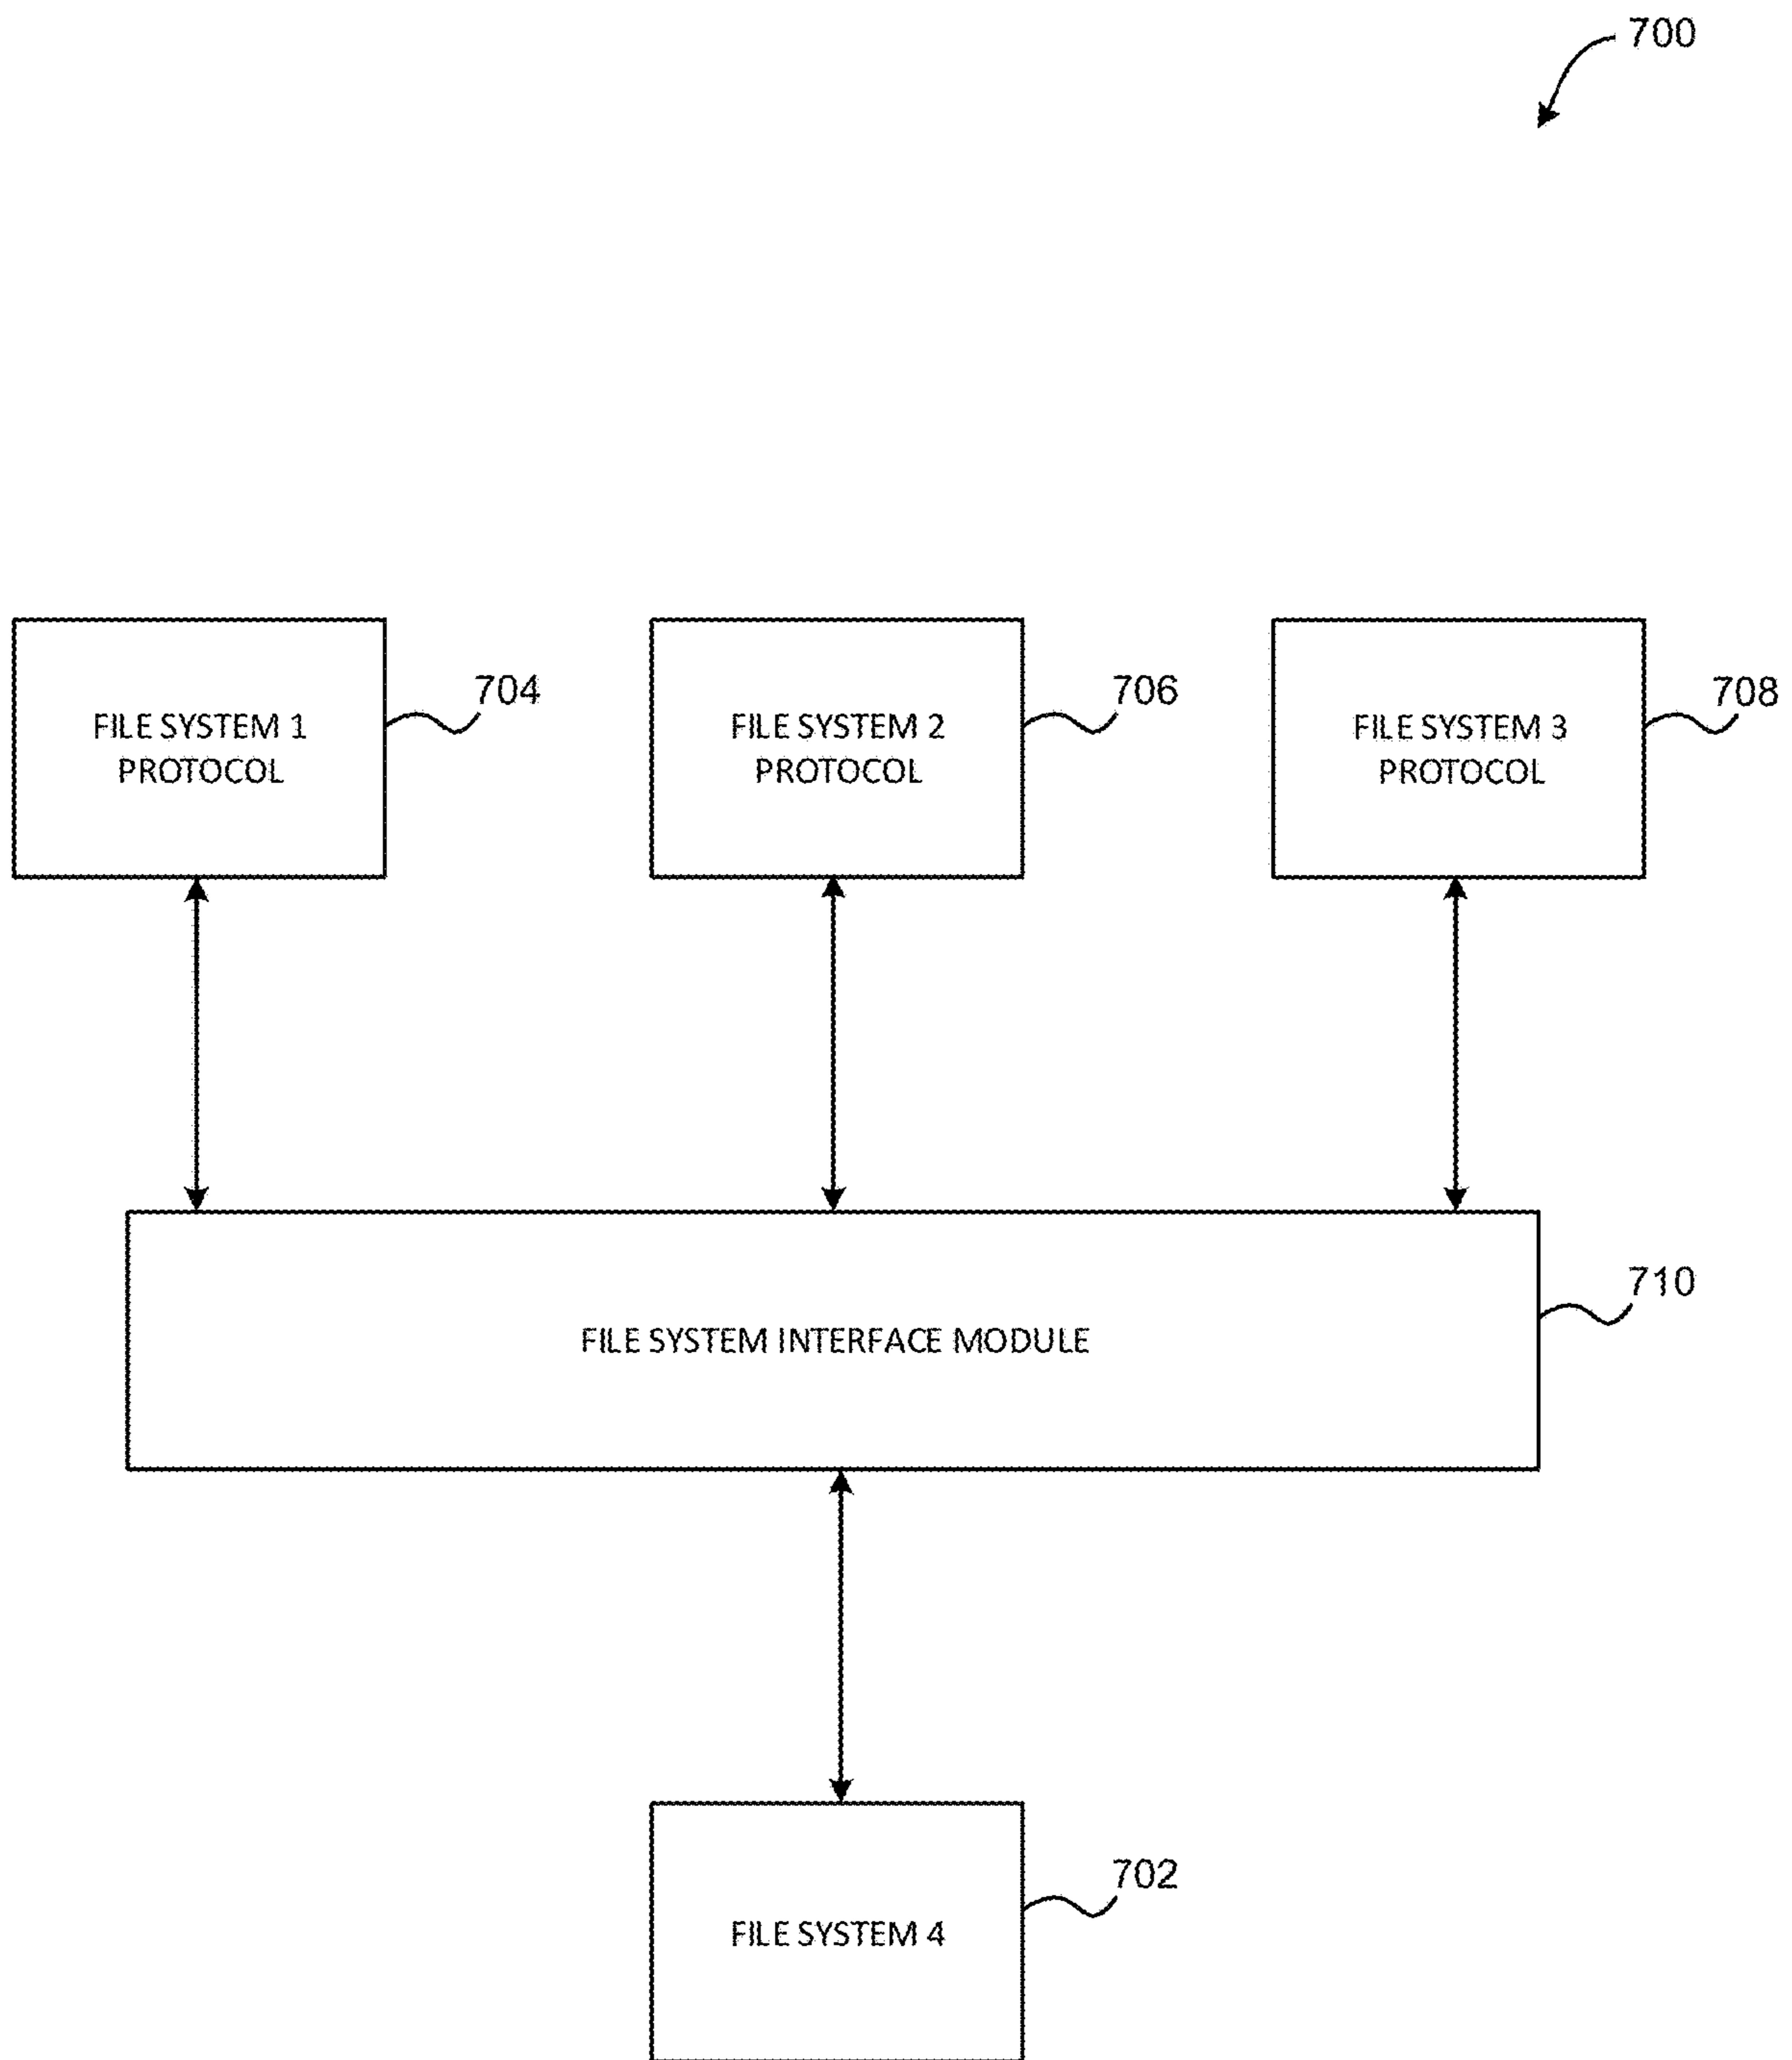 700
704
706
708
FILE SYSTEM 1
PROTOCOL
FILE SYSTEM 2
PROTOCOL
FILE SYSTEM 3
PROTOCOL
710
FILE SYSTEM INTERFACE MODULE
702
FILE SYSTEM 4